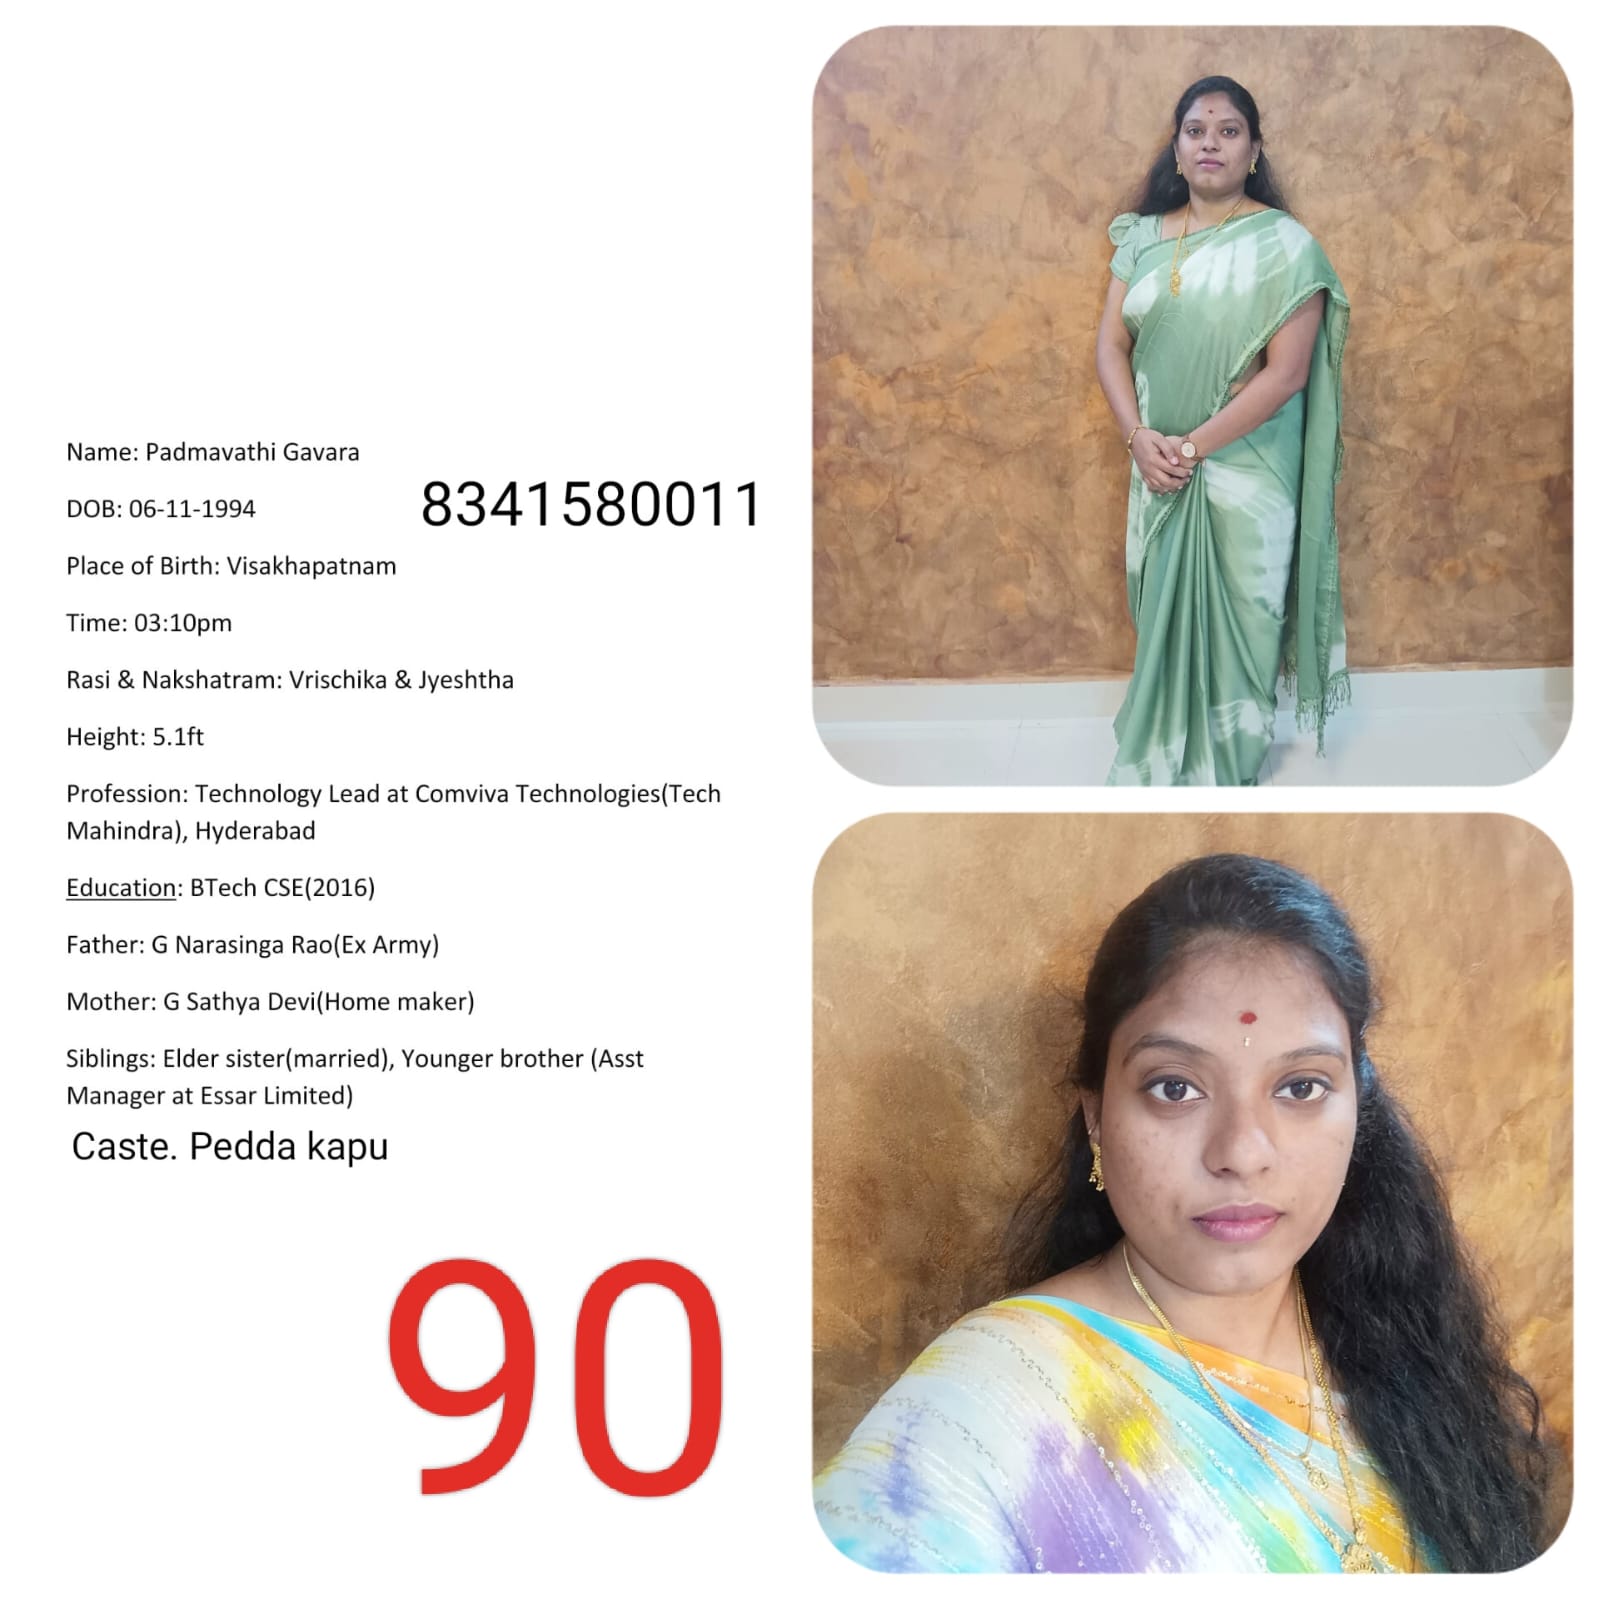 Name: Padmavathi Gavara
DOB: 06-11-1994
8341580011
Place of Birth: Visakhapatnam
Time: 03:10pm
Rasi & Nakshatram: Vrischika & Jyeshtha
Height: 5.1ft
Profession: Technology Lead at Comviva Technologies(Tech
Mahindra), Hyderabad
Education: BTech CSE(2016)
Father: G Narasinga Rao(Ex Army)
Mother: G Sathya Devi(Home maker)
Siblings: Elder sister(married), Younger brother (Asst
Manager at Essar Limited)
Caste. Pedda kapu
90